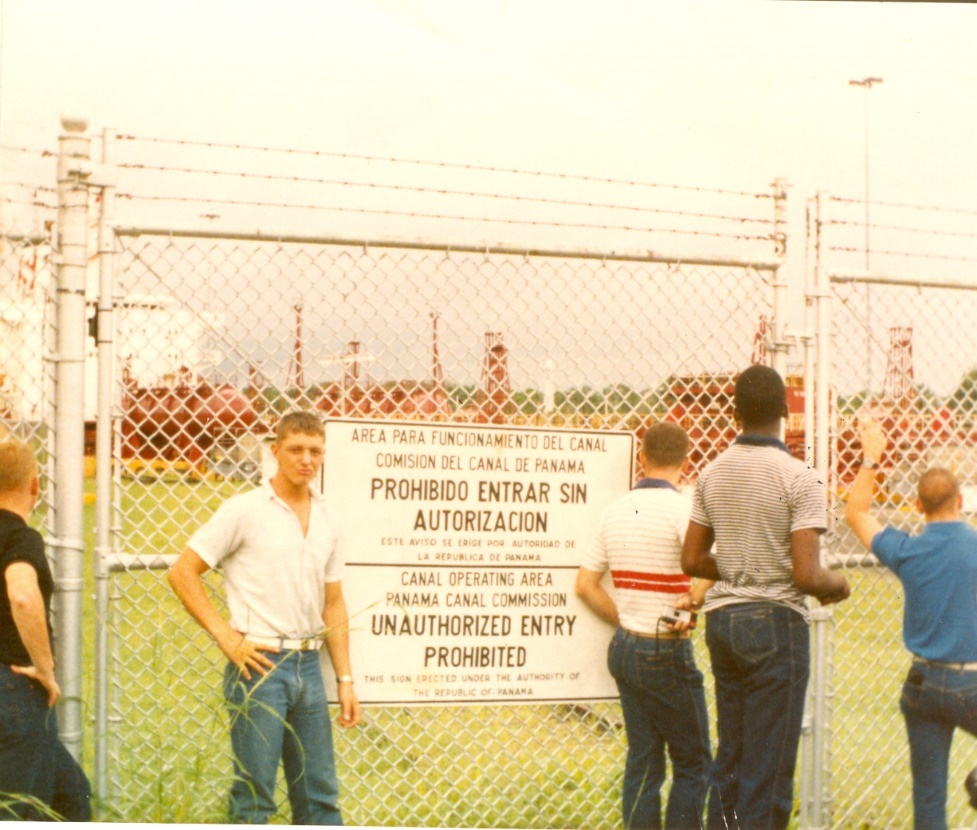 AREA PARA FUNCIONAMIENTO DEL CANAL
COMISION DEL CANAL DE PANAMA
PROHIBIDO ENTRAR SIN
AUTORIZACION
ESTE AVISO SE ERIGE POR AUTORIDAD DE
LA REPUBLICA DE PANAMA
CANAL OPERATING AREA
PANAMA CANAL COMMISSION
UNAUTHORIZED ENTRY
PROHIBITED
THIS SIGN ERECTED UNDER THE AUTHORITY OF
THE REPUBLIC OF PANAMA